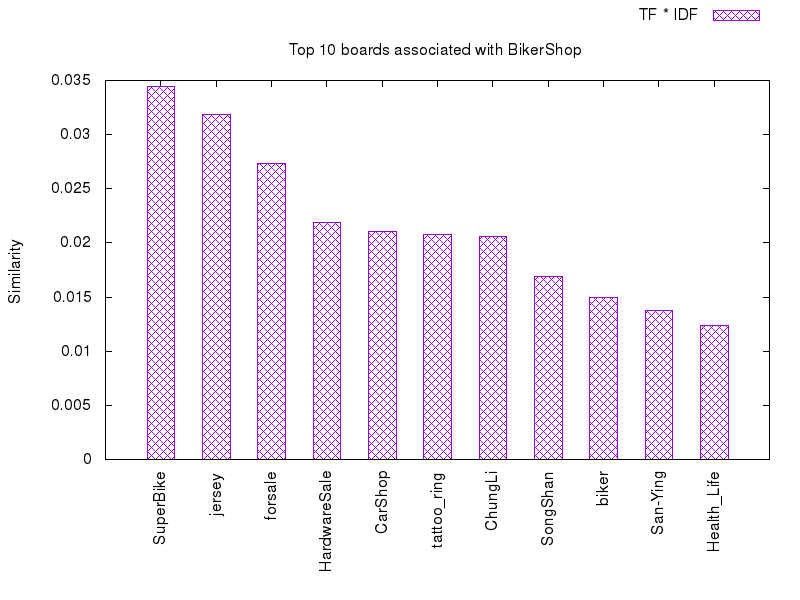 TF * IDF
Top 10 boards associated with BikerShop
Similarity
0.035
0.03
0.025
0.02
0.015
0.01
0.005
0
SuperBike
jersey
forsale
HardwareSale
CarShop
tattoo_ring
ChungLi
SongShan
biker
San-Ying
Health_Life